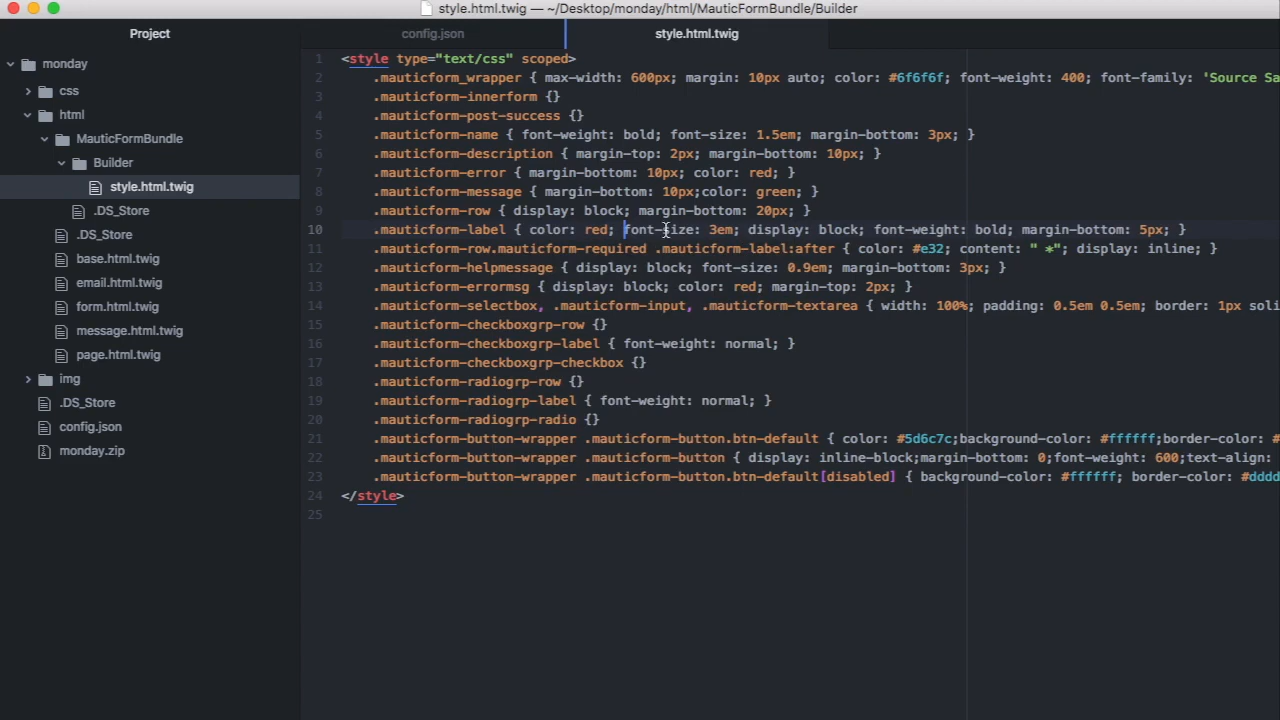 style.html.twig — ~/Desktop/monday/html/MauticFormBundle/Builder
Project
config.json
style.html.twig
monday
css
html
MauticFormBundle
Builder
style.html.twig
.DS_Store
.DS_Store
base.html.twig
email.html.twig
form.html.twig
message.html.twig
page.html.twig
img
.DS_Store
config.json
monday.zip
1 <style type="text/css" scoped>
2 .mauticform_wrapper { max-width: 600px; margin: 10px auto; color: #6f6f6f; font-weight: 400; font-family: 'Source Sa
3 .mauticform-innerform {}
4 .mauticform-post-success {}
5 .mauticform-name { font-weight: bold; font-size: 1.5em; margin-bottom: 3px; }
6 .mauticform-description { margin-top: 2px; margin-bottom: 10px; }
7 .mauticform-error { margin-bottom: 10px; color: red; }
8 .mauticform-message { margin-bottom: 10px;color: green; }
9 .mauticform-row { display: block; margin-bottom: 20px; }
10 .mauticform-label { color: red; font-size: 3em; display: block; font-weight: bold; margin-bottom: 5px; }
11 .mauticform-row.mauticform-required .mauticform-label:after { color: #e32; content: " *"; display: inline; }
12 .mauticform-helpmessage { display: block; font-size: 0.9em; margin-bottom: 3px; }
13 .mauticform-errormsg { display: block; color: red; margin-top: 2px; }
14 .mauticform-selectbox, .mauticform-input, .mauticform-textarea { width: 100%; padding: 0.5em 0.5em; border: 1px soli
15 .mauticform-checkboxgrp-row {}
16 .mauticform-checkboxgrp-label { font-weight: normal; }
17 .mauticform-checkboxgrp-checkbox {}
18 .mauticform-radiogrp-row {}
19 .mauticform-radiogrp-label { font-weight: normal; }
20 .mauticform-radiogrp-radio {}
21 .mauticform-button-wrapper .mauticform-button.btn-default { color: #5d6c7c;background-color: #ffffff;border-color: #
22 .mauticform-button-wrapper .mauticform-button { display: inline-block;margin-bottom: 0;font-weight: 600;text-align:
23 .mauticform-button-wrapper .mauticform-button.btn-default[disabled] { background-color: #ffffff; border-color: #dddd
24 </style>
25